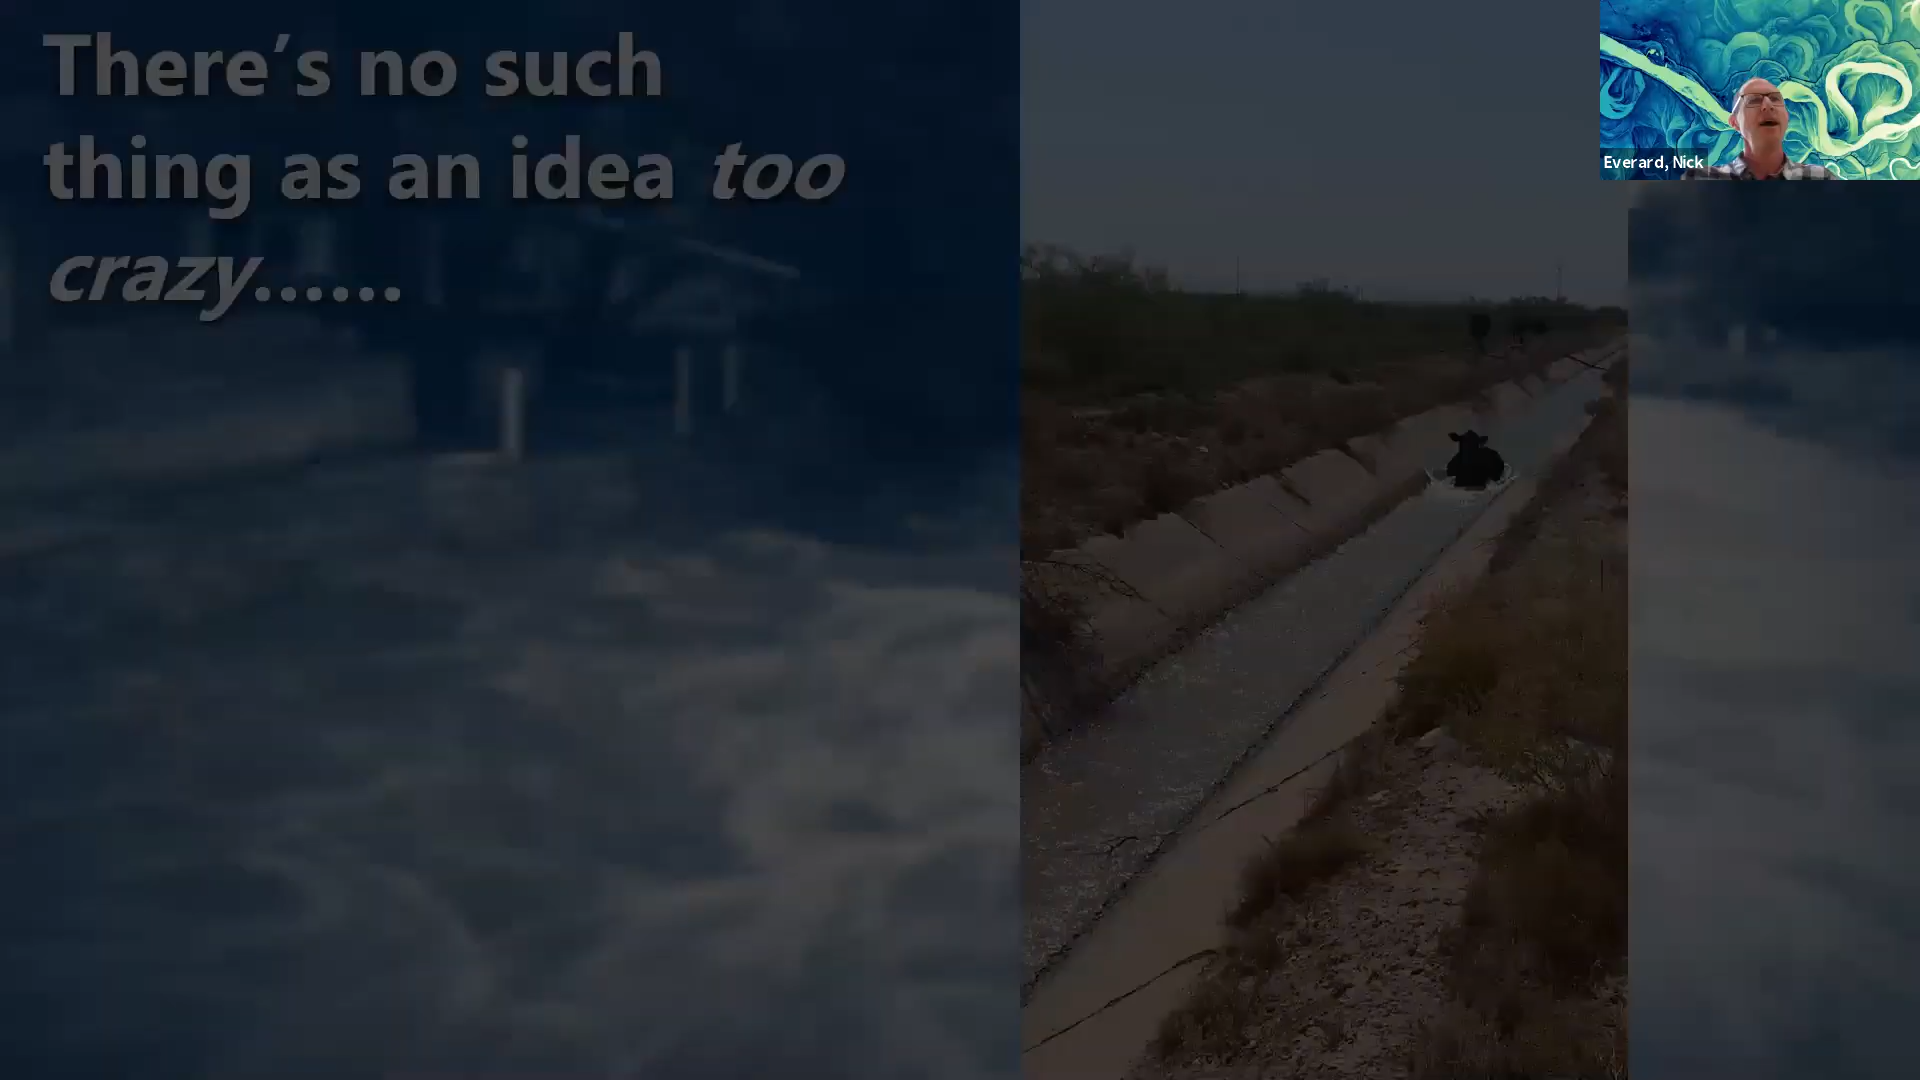 There's no such
thing as an idea too
crazy......
Everard, Nick